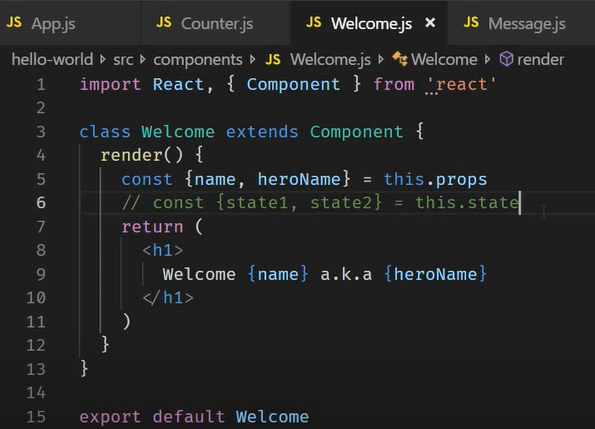 JS App.js JS Counter.js JS Welcome.js × JS Message.js
hello-world > src > components > JS Welcome.js > Welcome > render
1 import React, { Component } from 'react'
2
3 class Welcome extends Component {
4   render() {
5     const {name, heroName} = this.props
6     // const {state1, state2} = this.state
7     return (
8       <h1>
9         Welcome {name} a.k.a {heroName}
10       </h1>
11     )
12   }
13 }
14
15 export default Welcome